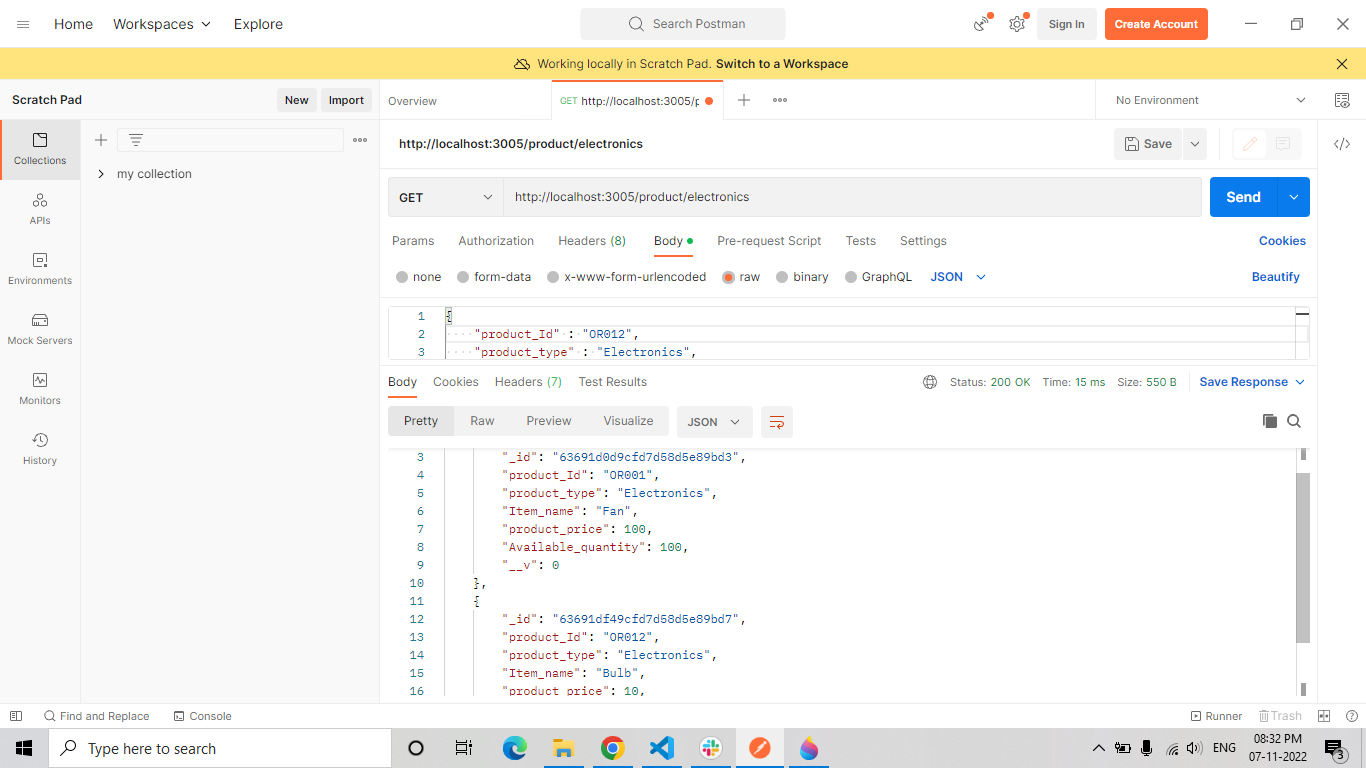 Home Workspaces Explore Search Postman Sign In Create Account
Working locally in Scratch Pad. Switch to a Workspace
Scratch Pad New Import Overview GET http://localhost:3005/p No Environment
Collections
my collection
http://localhost:3005/product/electronics Save
GET http://localhost:3005/product/electronics Send
APIs
Params Authorization Headers (8) Body Pre-request Script Tests Settings Cookies
Environments
none form-data x-www-form-urlencoded raw binary GraphQL JSON Beautify
1 {
2 "product_Id" : "OR012",
3 "product_type" : "Electronics",
Mock Servers
Monitors
History
Body Cookies Headers (7) Test Results Status: 200 OK Time: 15 ms Size: 550 B Save Response
Pretty Raw Preview Visualize JSON
3 "_id": "63691d0d9cfd7d58d5e89bd3",
4 "product_Id": "OR001",
5 "product_type": "Electronics",
6 "Item_name": "Fan",
7 "product_price": 100,
8 "Available_quantity": 100,
9 "__v": 0
10 },
11 {
12 "_id": "63691df49cfd7d58d5e89bd7",
13 "product_Id": "OR012",
14 "product_type": "Electronics",
15 "Item_name": "Bulb",
16 "product_price": 10,
Find and Replace Console Runner Trash
Type here to search ENG 08:32 PM
07-11-2022 3